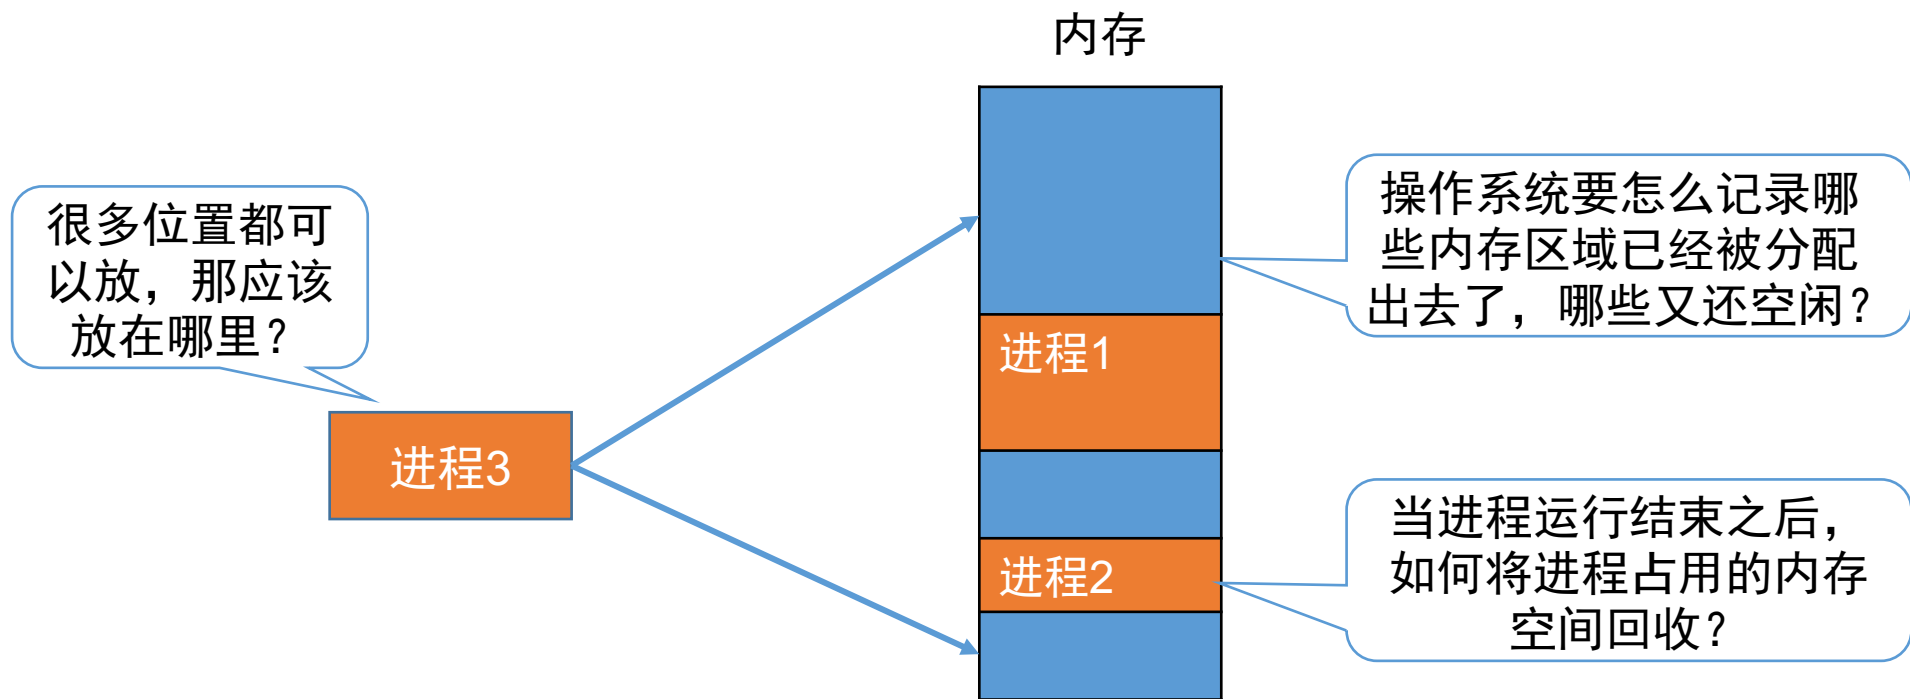 内存
很多位置都可
以放，那应该
放在哪里？
进程3
操作系统要怎么记录哪
些内存区域已经被分配
出去了，哪些又还空闲？
进程1
进程2
当进程运行结束之后，
如何将进程占用的内存
空间回收？